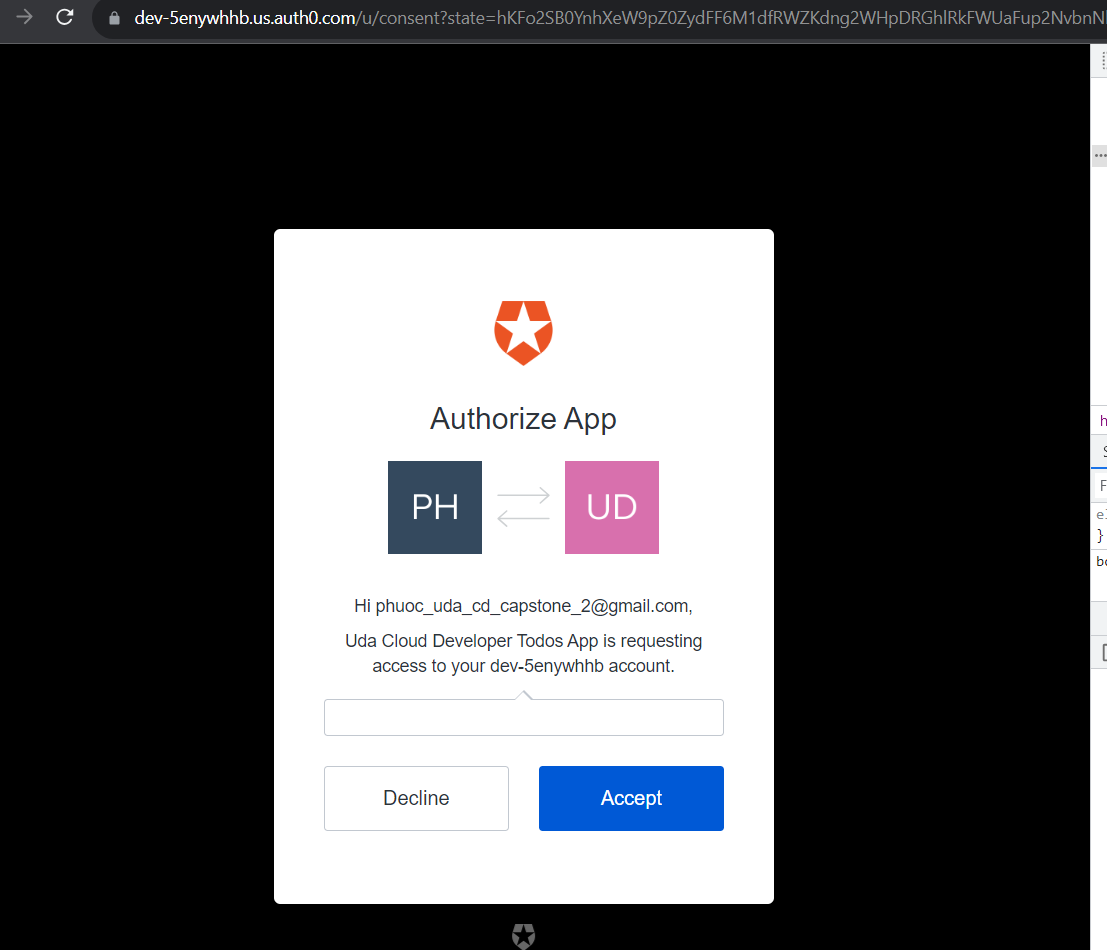 dev-5enywhhb.us.auth0.com/u/consent?state=hKFo2SB0YnhXeW9pZ0ZydFF6M1dfRWZKdng2WHpDRGhlRkFWUaFup2NvbnN
Authorize App
PH UD
Hi phuoc_uda_cd_capstone_2@gmail.com,
Uda Cloud Developer Todos App is requesting
access to your dev-5enywhhb account.
Decline Accept
h
F
}